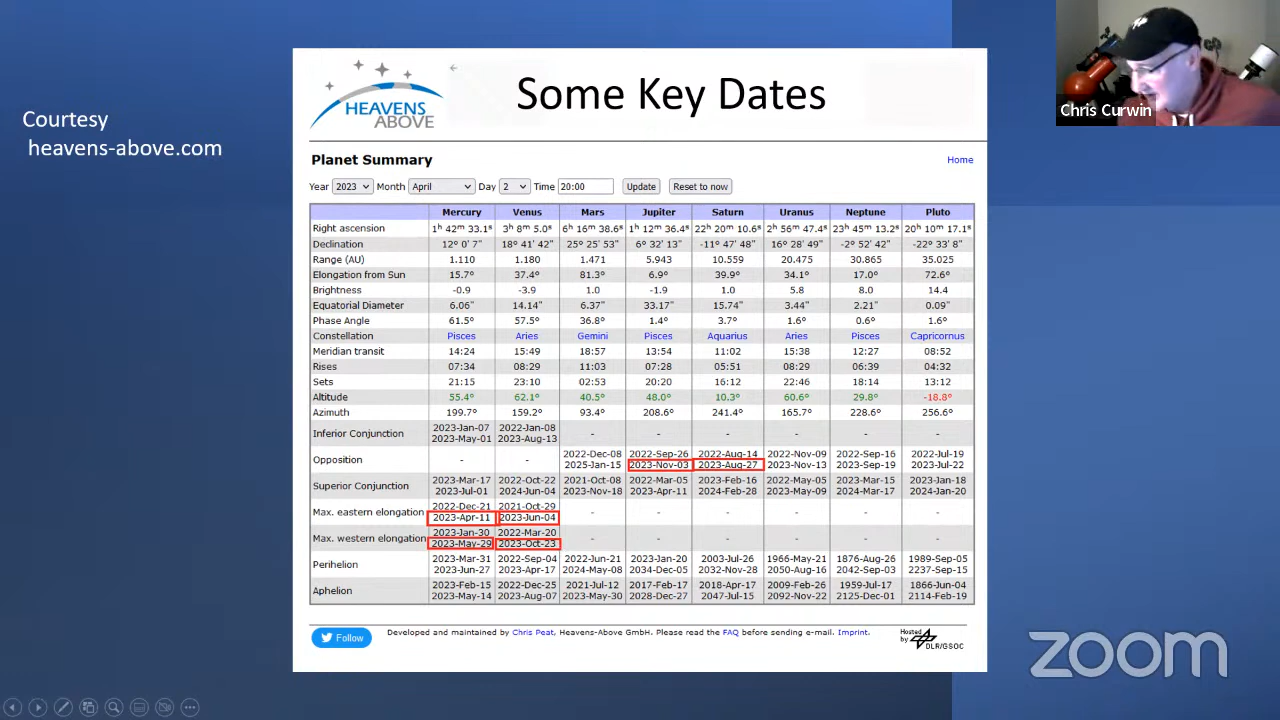 Some Key Dates
Chris Curwin
Courtesy
heavens-above.com
HEAVENS
ABOVE
Planet Summary
Home
Year 2023 Month April Day 2 Time 20:00 Update Reset to now
Mercury Venus Mars Jupiter Saturn Uranus Neptune Pluto
Right ascension 1h 42m 33.1s 3h 8m 5.0s 6h 16m 38.6s 1h 12m 36.4s 22h 20m 10.6s 2h 56m 47.4s 23h 45m 13.2s 20h 10m 17.1s
Declination 12° 0' 7" 18° 41' 42" 25° 25' 53" 6° 32' 13" -11° 47' 48" 16° 28' 49" -2° 52' 42" -22° 33' 8"
Range (AU) 1.110 1.180 1.471 5.943 10.559 20.475 30.865 35.025
Elongation from Sun 15.7° 37.4° 81.3° 6.9° 39.9° 34.1° 17.0° 72.6°
Brightness -0.9 -3.9 1.0 -1.9 1.0 5.8 8.0 14.4
Equatorial Diameter 6.06" 14.14" 6.37" 33.17" 15.74" 3.44" 2.21" 0.09"
Phase Angle 61.5° 57.5° 36.8° 1.4° 3.7° 1.6° 0.6° 1.6°
Constellation Pisces Aries Gemini Pisces Aquarius Aries Pisces Capricornus
Meridian transit 14:24 15:49 18:57 13:54 11:02 15:38 12:27 08:52
Rises 07:34 08:29 11:03 07:28 05:51 08:29 06:39 04:32
Sets 21:15 23:10 02:53 20:20 16:12 22:46 18:14 13:12
Altitude 55.4° 62.1° 40.5° 48.0° 10.3° 60.6° 29.8° -18.8°
Azimuth 199.7° 159.2° 93.4° 208.6° 241.4° 165.7° 228.6° 256.6°
2023-Jan-07 2022-Jan-08
Inferior Conjunction - - - - - -
2023-May-01 2023-Aug-13
2022-Dec-08 2022-Sep-26 2022-Aug-14 2022-Nov-09 2022-Sep-16 2022-Jul-19
Opposition - -
2025-Jan-15 2023-Nov-03 2023-Aug-27 2023-Nov-13 2023-Sep-19 2023-Jul-22
2023-Mar-17 2022-Oct-22 2021-Oct-08 2022-Mar-05 2023-Feb-16 2022-May-05 2023-Mar-15 2023-Jan-18
Superior Conjunction
2023-Jul-01 2024-Jun-04 2023-Nov-18 2023-Apr-11 2024-Feb-28 2023-May-09 2024-Mar-17 2024-Jan-20
2022-Dec-21 2021-Oct-29
Max. eastern elongation - - - - - -
2023-Apr-11 2023-Jun-04
2023-Jan-30 2022-Mar-20
Max. western elongation - - - - - -
2023-May-29 2023-Oct-23
2023-Mar-31 2022-Sep-04 2022-Jun-21 2023-Jan-20 2003-Jul-26 1966-May-21 1876-Aug-26 1989-Sep-05
Perihelion
2023-Jun-27 2023-Apr-17 2024-May-08 2034-Dec-05 2032-Nov-28 2050-Aug-16 2042-Sep-03 2237-Sep-15
2023-Feb-15 2022-Dec-25 2021-Jul-12 2017-Feb-17 2018-Apr-17 2009-Feb-26 1959-Jul-17 1866-Jun-04
Aphelion
2023-May-14 2023-Aug-07 2023-May-30 2028-Dec-27 2047-Jul-15 2092-Nov-22 2125-Dec-01 2114-Feb-19
Follow
Developed and maintained by Chris Peat, Heavens-Above GmbH. Please read the FAQ before sending e-mail. Imprint.
Hosted
by
DLR/GSOC
zoom